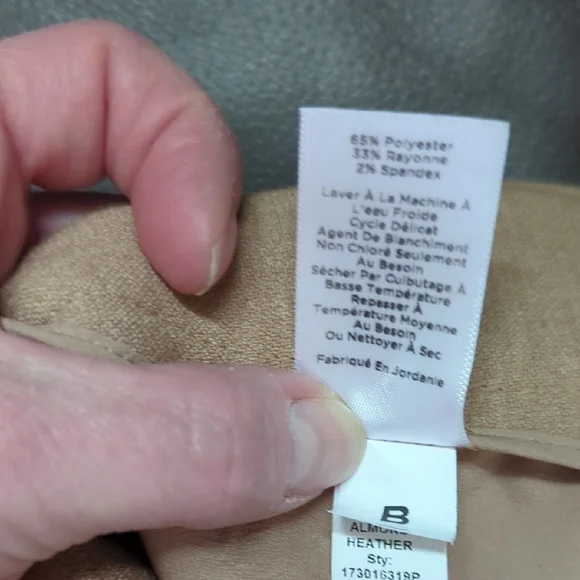 65% Polyester
33% Rayonne
2% Spandex
Laver À La Machine À
L'eau Froide
Cycle Délicat
Agent De Blanchiment
Non Chloré Seulement
Au Besoin
Sécher Par Culbutage À
Basse Température
Repasser À
Température Moyenne
Au Besoin
Ou Nettoyer À Sec
Fabriqué En Jordanie
B
HEATHER
Sty:
173016319P